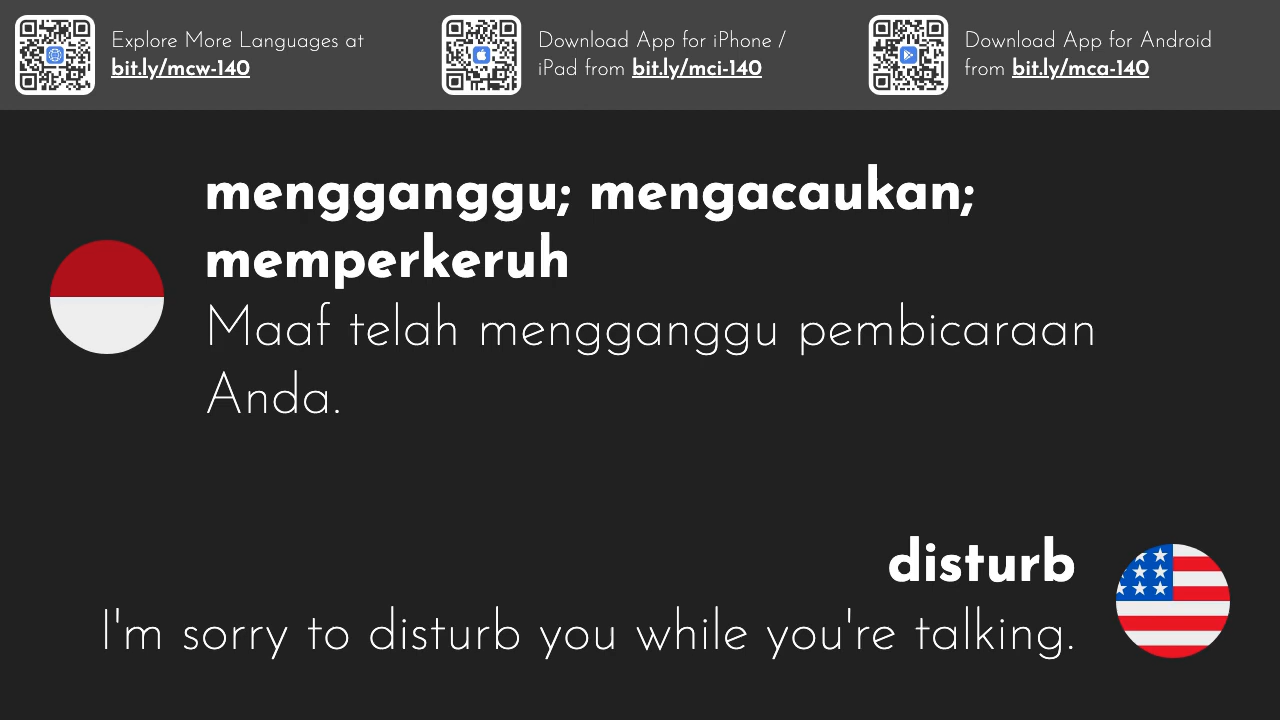 Explore More Languages at
bit.ly/mcw-140
Download App for iPhone /
iPad from bit.ly/mci-140
Download App for Android
from bit.ly/mca-140
mengganggu; mengacaukan;
memperkeruh
Maaf telah mengganggu pembicaraan
Anda.
disturb
I'm sorry to disturb you while you're talking.